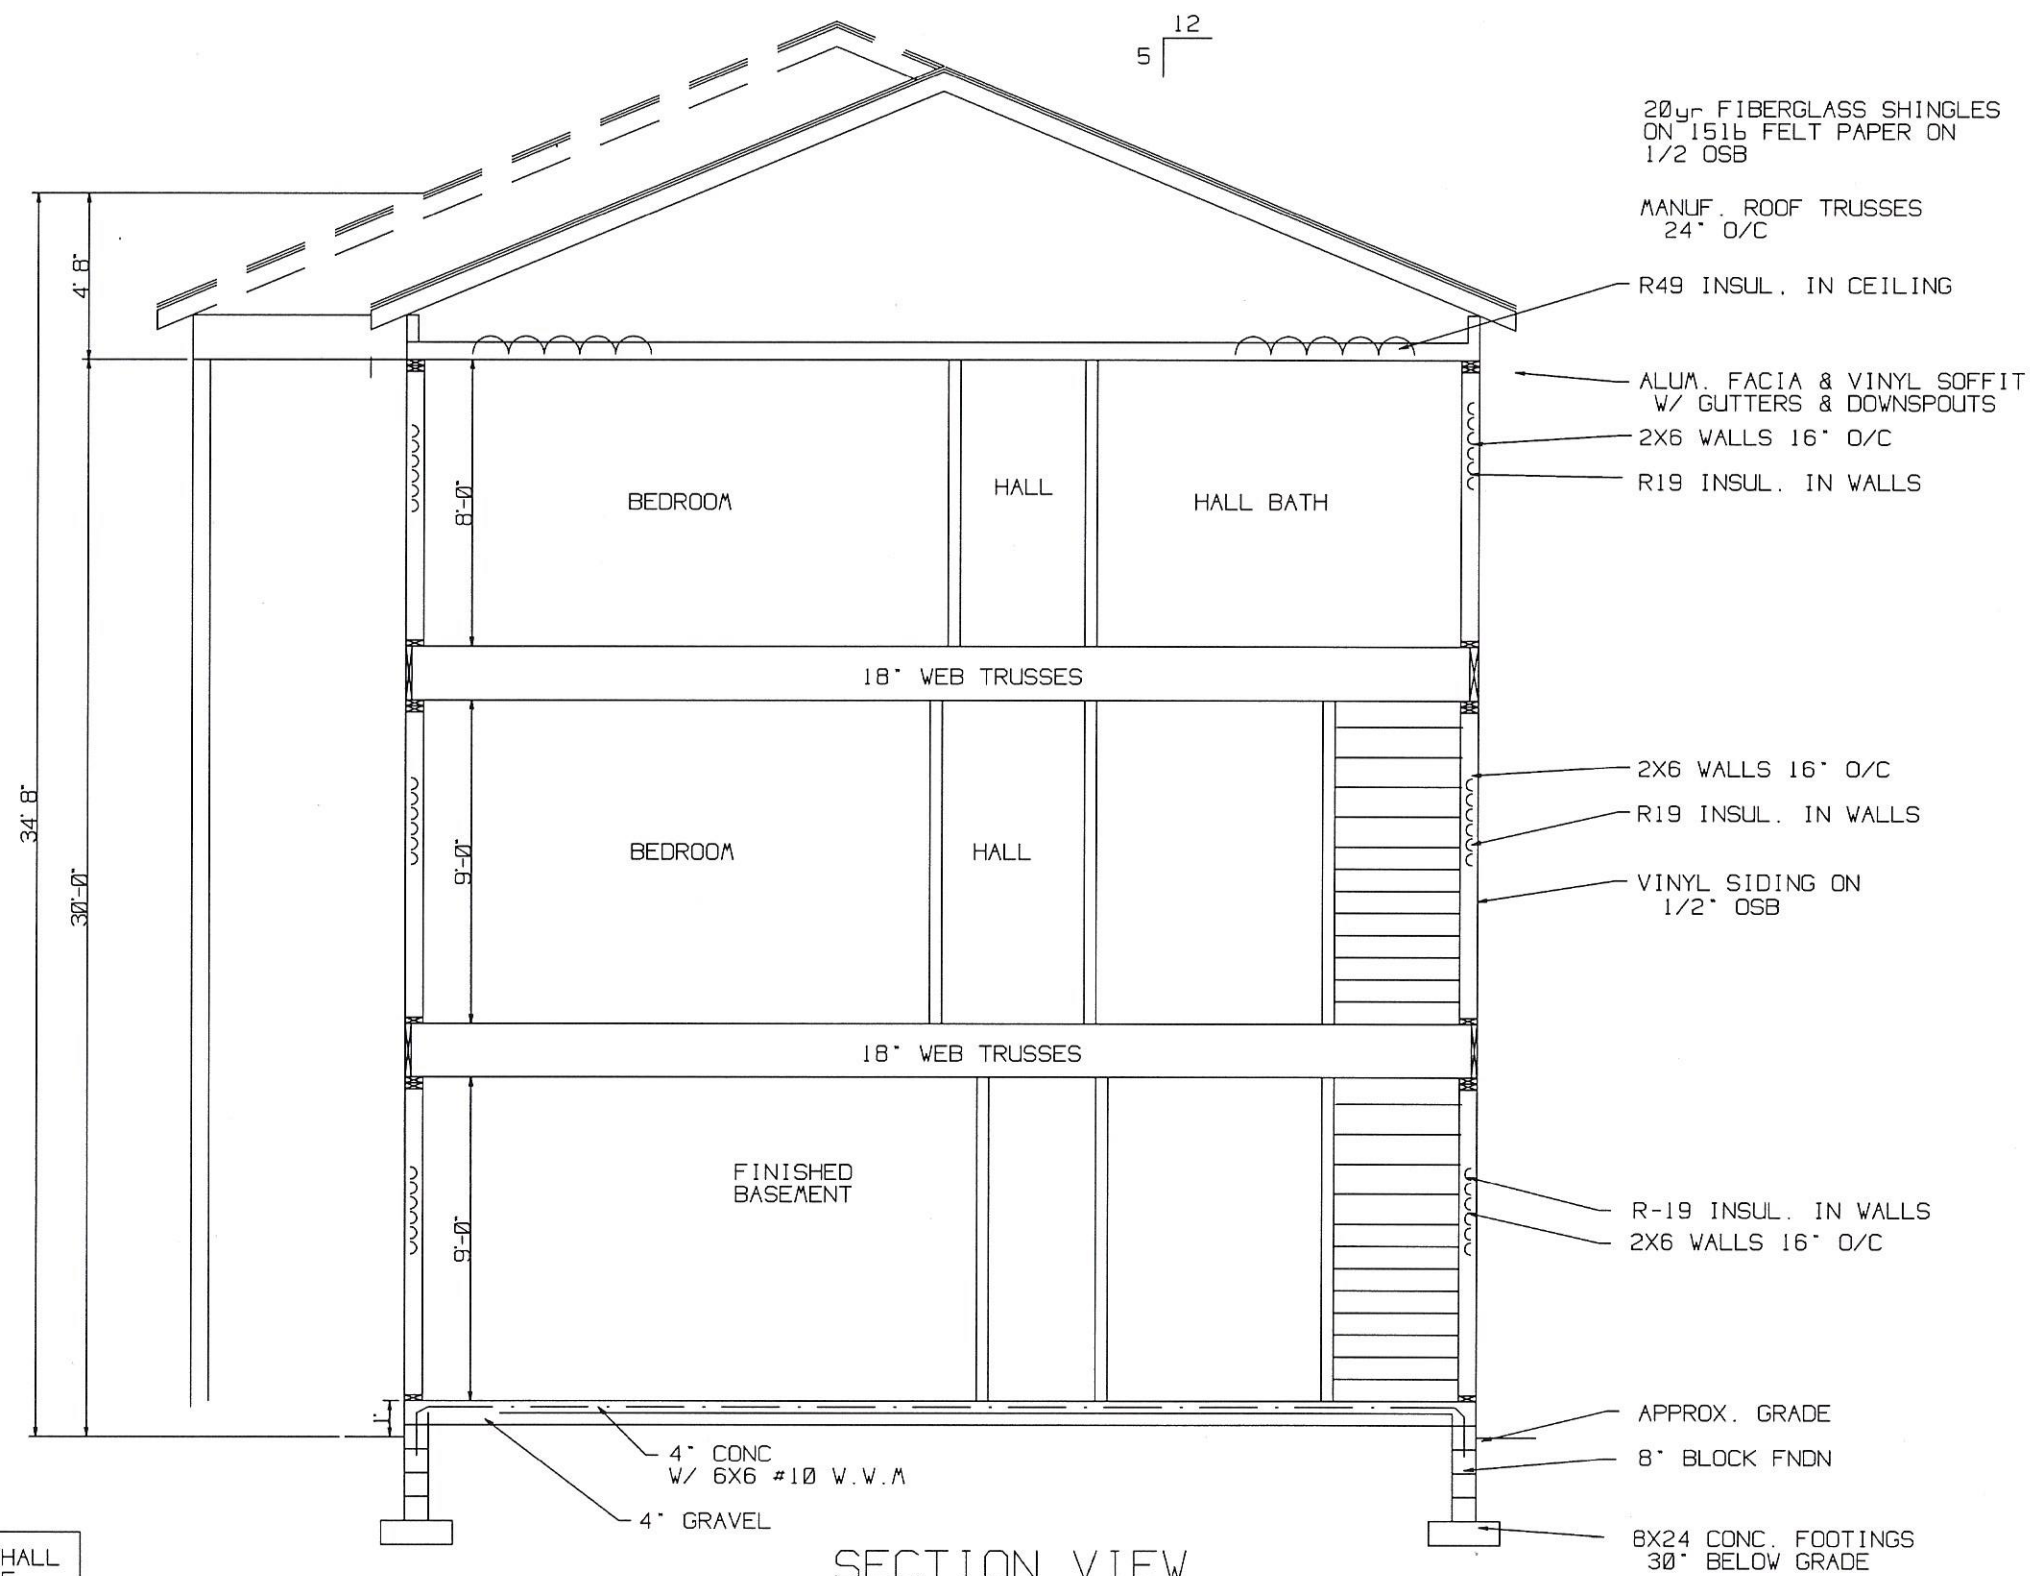 12
5
20yr FIBERGLASS SHINGLES
ON 15lb FELT PAPER ON
1/2 OSB
MANUF. ROOF TRUSSES
24" O/C
R49 INSUL. IN CEILING
4' 8"
ALUM. FACIA & VINYL SOFFIT
W/ GUTTERS & DOWNSPOUTS
2X6 WALLS 16" O/C
R19 INSUL. IN WALLS
8'-0"
BEDROOM
HALL
HALL BATH
18" WEB TRUSSES
34' 8"
30'-0"
9'-0"
BEDROOM
HALL
2X6 WALLS 16" O/C
R19 INSUL. IN WALLS
VINYL SIDING ON
1/2" OSB
18" WEB TRUSSES
FINISHED
BASEMENT
9'-0"
R-19 INSUL. IN WALLS
2X6 WALLS 16" O/C
1'
APPROX. GRADE
4" CONC
W/ 6X6 #10 W.W.M
8" BLOCK FNDN
4" GRAVEL
8X24 CONC. FOOTINGS
30" BELOW GRADE
HALL
SECTION VIEW